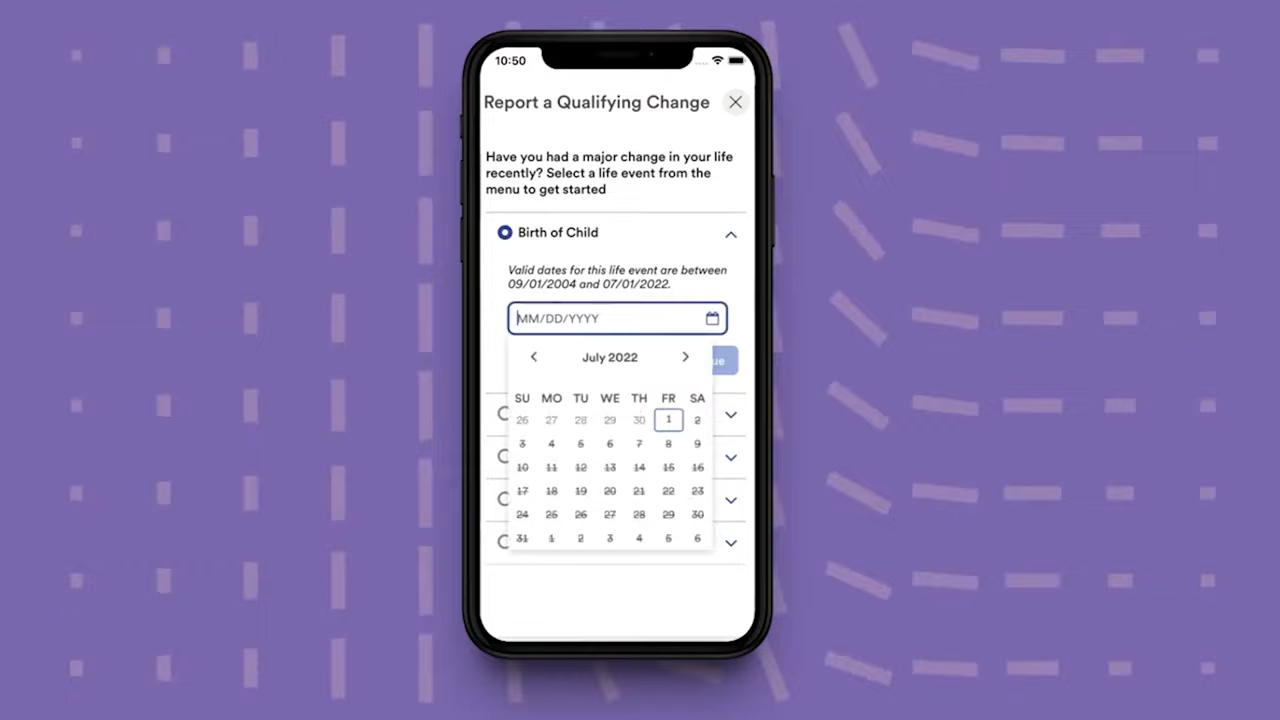 10:50
Report a Qualifying Change
Have you had a major change in your life
recently? Select a life event from the
menu to get started
Birth of Child
Valid dates for this life event are between
09/01/2004 and 07/01/2022.
MM/DD/YYYY
July 2022
ue
SU MO TU WE TH FR SA
26 27 28 29 30 1 2
3 4 5 6 7 8 9
10 11 12 13 14 15 16
17 18 19 20 21 22 23
24 25 26 27 28 29 30
31 1 2 3 4 5 6